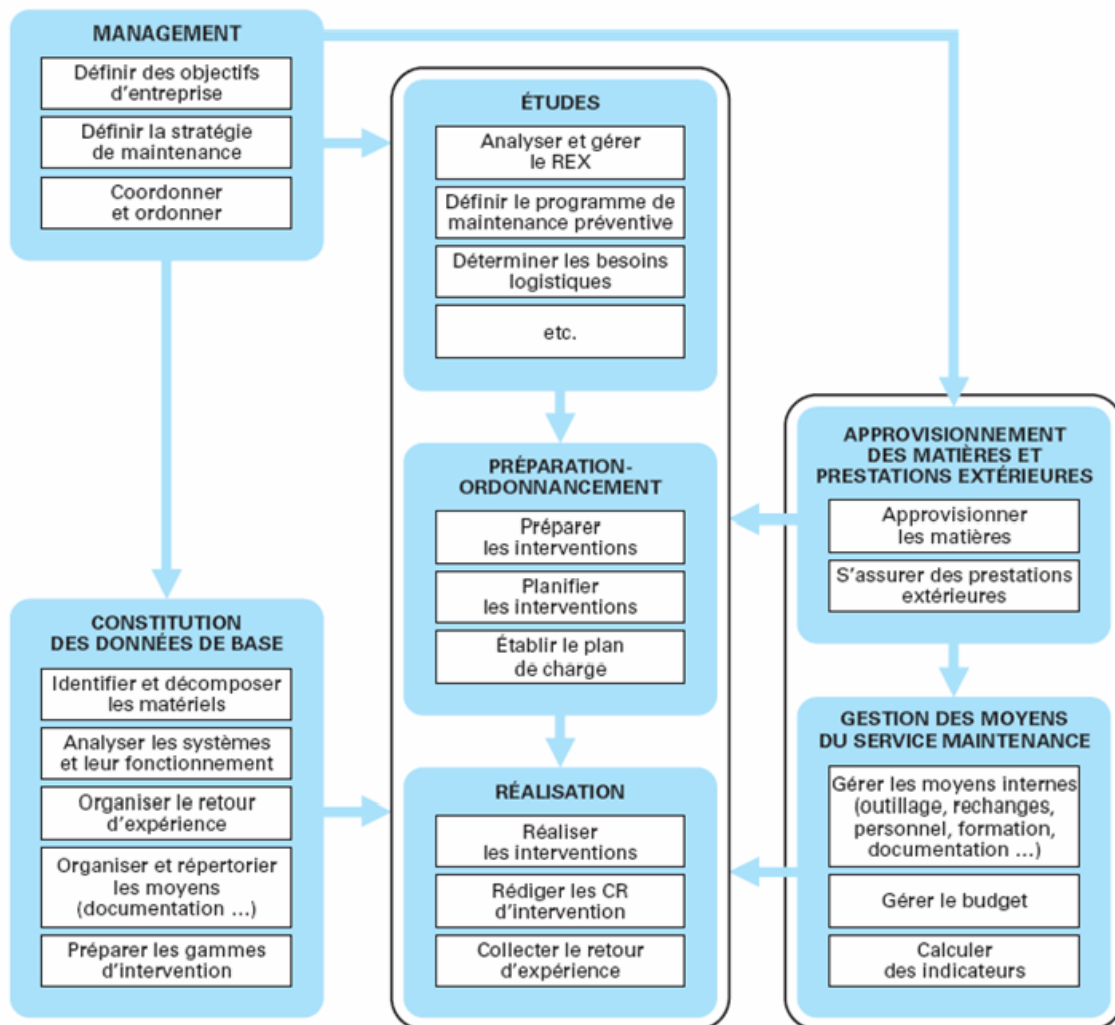 MANAGEMENT
Définir des objectifs
d'entreprise
Définir la stratégie
de maintenance
Coordonner
et ordonner
ÉTUDES
Analyser et gérer
le REX
Définir le programme de
maintenance préventive
Déterminer les besoins
logistiques
etc.
PRÉPARATION-
ORDONNANCEMENT
Préparer
les interventions
Planifier
les interventions
Établir le plan
de charge
APPROVISIONNEMENT
DES MATIÈRES ET
PRESTATIONS EXTÉRIEURES
Approvisionner
les matières
S'assurer des prestations
extérieures
CONSTITUTION
DES DONNÉES DE BASE
Identifier et décomposer
les matériels
Analyser les systèmes
et leur fonctionnement
Organiser le retour
d'expérience
Organiser et répertorier
les moyens
(documentation ...)
Préparer les gammes
d'intervention
RÉALISATION
Réaliser
les interventions
Rédiger les CR
d'intervention
Collecter le retour
d'expérience
GESTION DES MOYENS
DU SERVICE MAINTENANCE
Gérer les moyens internes
(outillage, rechanges,
personnel, formation,
documentation ...)
Gérer le budget
Calculer
des indicateurs